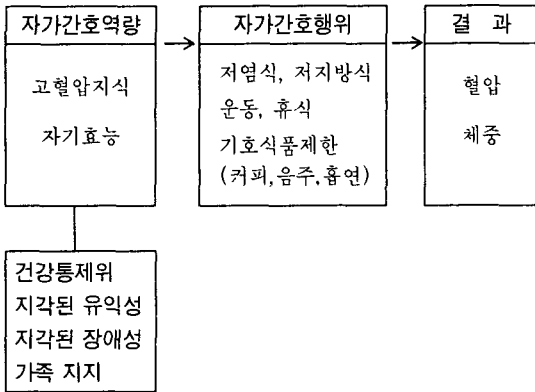 자가간호역량
고혈압지식
자기효능
자가간호행위
저염식, 저지방식
운동, 휴식
기호식품제한
(커피,음주,흡연)
결 과
혈압
체중
건강통제위
지각된 유익성
지각된 장애성
가족 지지